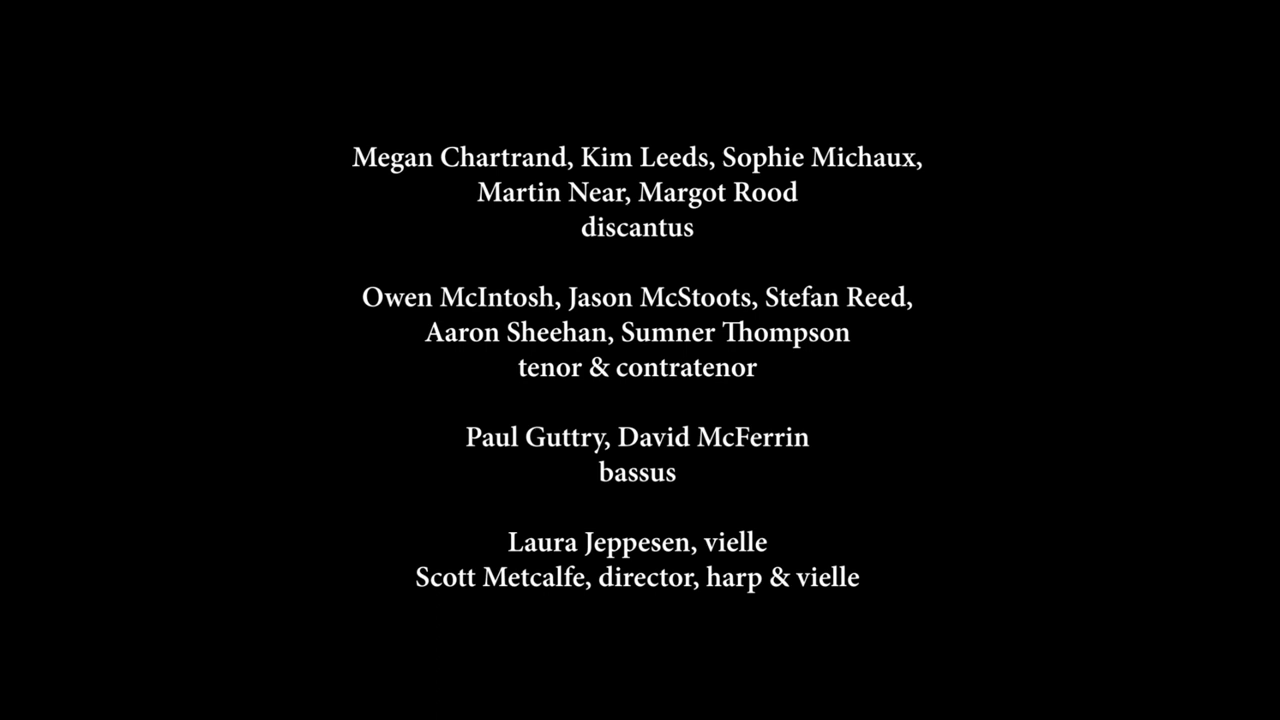 Megan Chartrand, Kim Leeds, Sophie Michaux,
Martin Near, Margot Rood
discantus
Owen McIntosh, Jason McStoots, Stefan Reed,
Aaron Sheehan, Sumner Thompson
tenor & contratenor
Paul Guttry, David McFerrin
bassus
Laura Jeppesen, vielle
Scott Metcalfe, director, harp & vielle